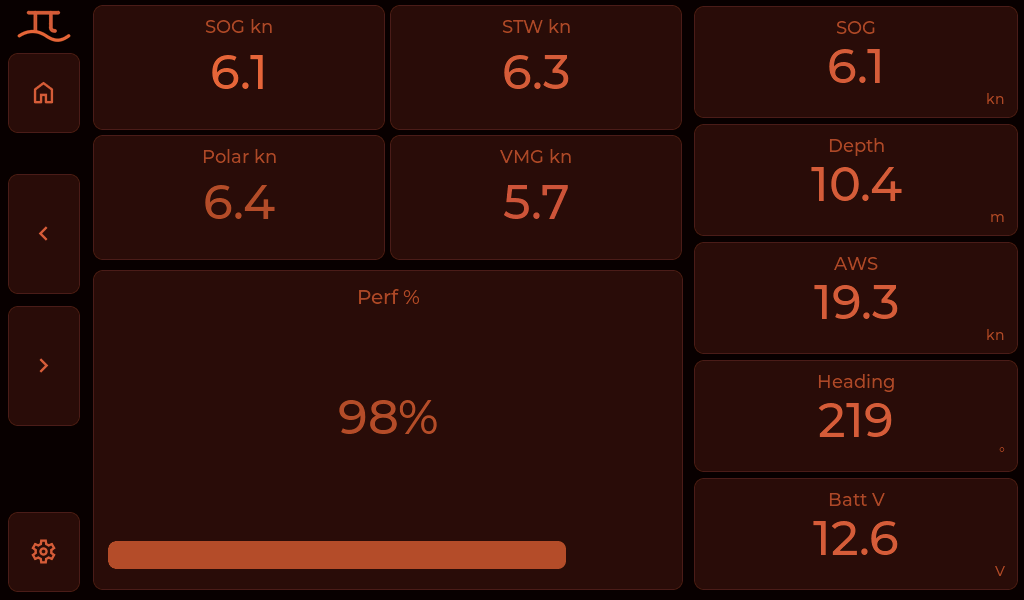 SOG kn
6.1
STW kn
6.3
Polar kn
6.4
VMG kn
5.7
Perf %
98%
SOG
6.1
kn
Depth
10.4
m
AWS
19.3
kn
Heading
219
°
Batt V
12.6
V